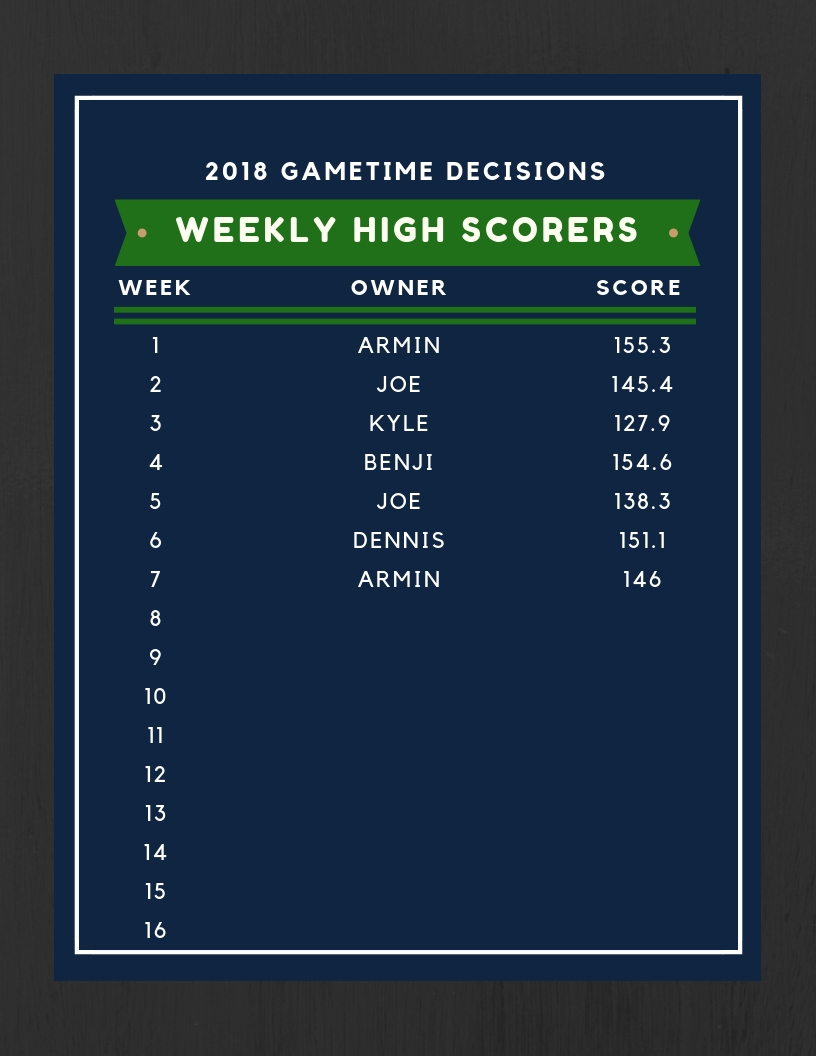 2018 GAMETIME DECISIONS
WEEKLY HIGH SCORERS
WEEK OWNER SCORE
1 ARMIN 155.3
2 JOE 145.4
3 KYLE 127.9
4 BENJI 154.6
5 JOE 138.3
6 DENNIS 151.1
7 ARMIN 146
8
9
10
11
12
13
14
15
16